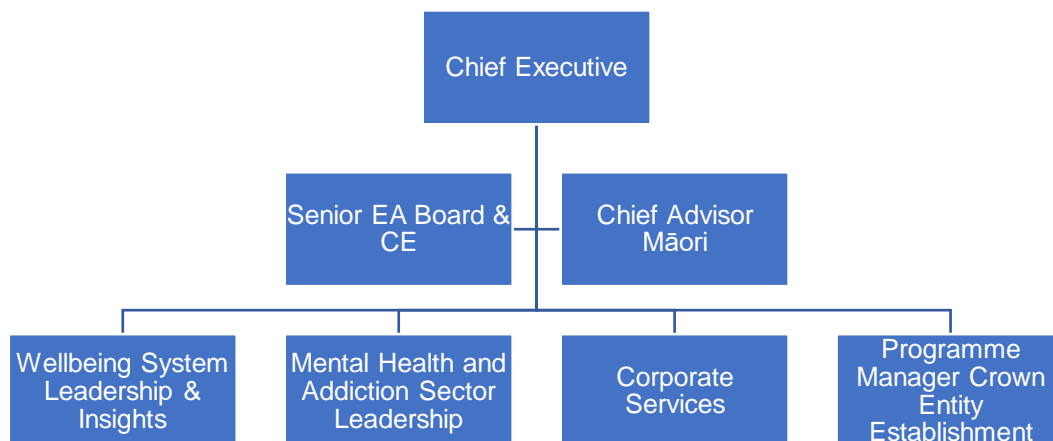 Chief Executive
Senior EA Board &
CE
Chief Advisor
Māori
Wellbeing System
Leadership &
Insights
Mental Health and
Addiction Sector
Leadership
Corporate
Services
Programme
Manager Crown
Entity
Establishment